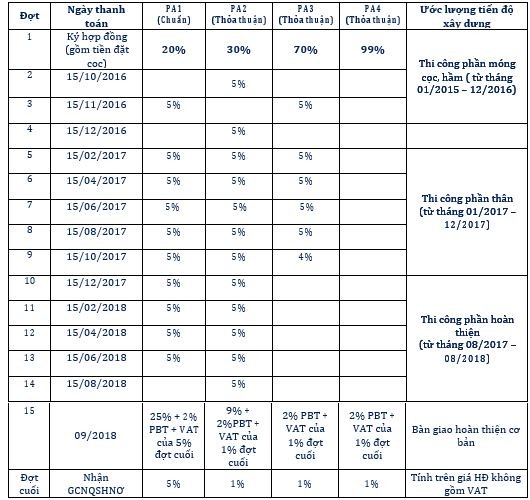 Đợt Ngày thanh toán PA1 (Chuẩn) PA2 (Thỏa thuận) PA3 (Thỏa thuận) PA4 (Thỏa thuận) Ước lượng tiến độ xây dựng
1 Ký hợp đồng (gồm tiền đặt cọc) 20% 30% 70% 99% Thi công phần móng cọc, hầm ( từ tháng 01/2015 – 12/2016)
2 15/10/2016 5%
3 15/11/2016 5% 5%
4 15/12/2016 5%
5 15/02/2017 5% 5% 5% Thi công phần thân (từ tháng 01/2017 – 12/2017]
6 15/04/2017 5% 5% 5%
7 15/06/2017 5% 5% 5%
8 15/08/2017 5% 5% 5%
9 15/10/2017 5% 5% 4%
10 15/12/2017 5% 5% Thi công phần hoàn thiện (từ tháng 08/2017 – 08/2018)
11 15/02/2018 5% 5%
12 15/04/2018 5% 5%
13 15/06/2018 5% 5%
14 15/08/2018 5%
15 09/2018 25% + 2% PBT + VAT của 5% đợt cuối 9% + 2%PBT + VAT của 1% đợt cuối 2% PBT + VAT của 1% đợt cuối 2% PBT + VAT của 1% đợt cuối Bàn giao hoàn thiện cơ bản
Đợt cuối Nhận GCNQSHNƠ 5% 1% 1% 1% Tính trên giá HĐ không gồm VAT